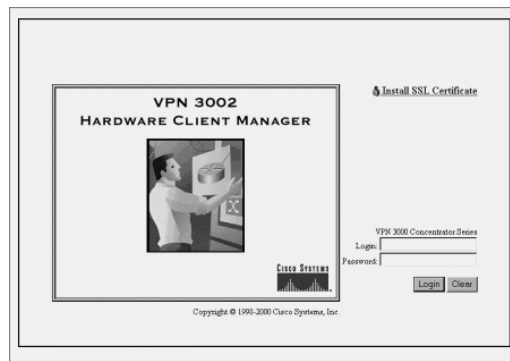 VPN 3002
HARDWARE CLIENT MANAGER
Install SSL Certificate
VPN 3000 Concentrator Series
Login:
Password:
CISCO SYSTEMS
Login Clear
Copyright © 1998-2000 Cisco Systems, Inc.